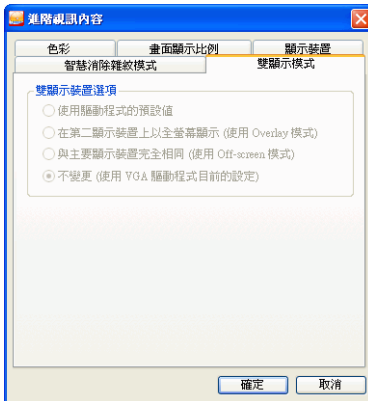 進階視訊內容
色彩
畫面顯示比例
顯示裝置
智慧消除雜紋模式
雙顯示模式
雙顯示裝置選項
使用驅動程式的預設值
在第二顯示裝置上以全螢幕顯示 (使用 Overlay 模式)
與主要顯示裝置完全相同 (使用 Off-screen 模式)
不變更 (使用 VGA 驅動程式目前的設定)
確定
取消